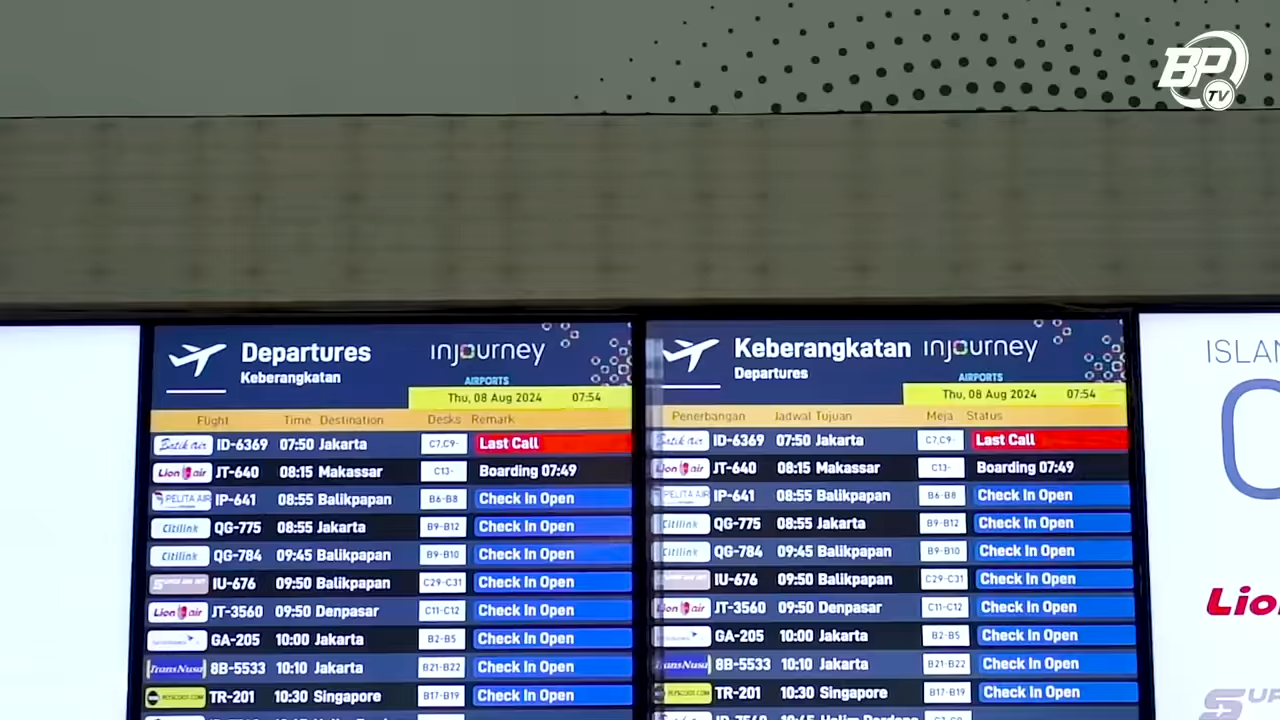 BP TV
Departures
Keberangkatan
injourney
AIRPORTS
Thu, 08 Aug 2024 07:54
Flight Time Destination Desks Remark
Batik Air ID-6369 07:50 Jakarta C7,C9- Last Call
Lion air JT-640 08:15 Makassar C13- Boarding 07:49
PELITA AIR IP-641 08:55 Balikpapan B6-B8 Check In Open
Citilink QG-775 08:55 Jakarta B9-B12 Check In Open
Citilink QG-784 09:45 Balikpapan B9-B10 Check In Open
IU-676 09:50 Balikpapan C29-C31 Check In Open
Lion air JT-3560 09:50 Denpasar C11-C12 Check In Open
GA-205 10:00 Jakarta B2-B5 Check In Open
TransNusa 8B-5533 10:10 Jakarta B21-B22 Check In Open
TR-201 10:30 Singapore B17-B19 Check In Open
Keberangkatan
Departures
injourney
AIRPORTS
Thu, 08 Aug 2024 07:54
Penerbangan Jadwal Tujuan Meja Status
Batik Air ID-6369 07:50 Jakarta C7,C9- Last Call
Lion air JT-640 08:15 Makassar C13- Boarding 07:49
PELITA AIR IP-641 08:55 Balikpapan B6-B8 Check In Open
Citilink QG-775 08:55 Jakarta B9-B12 Check In Open
Citilink QG-784 09:45 Balikpapan B9-B10 Check In Open
IU-676 09:50 Balikpapan C29-C31 Check In Open
Lion air JT-3560 09:50 Denpasar C11-C12 Check In Open
GA-205 10:00 Jakarta B2-B5 Check In Open
TransNusa 8B-5533 10:10 Jakarta B21-B22 Check In Open
TR-201 10:30 Singapore B17-B19 Check In Open
ISLAN
Lio
SUP